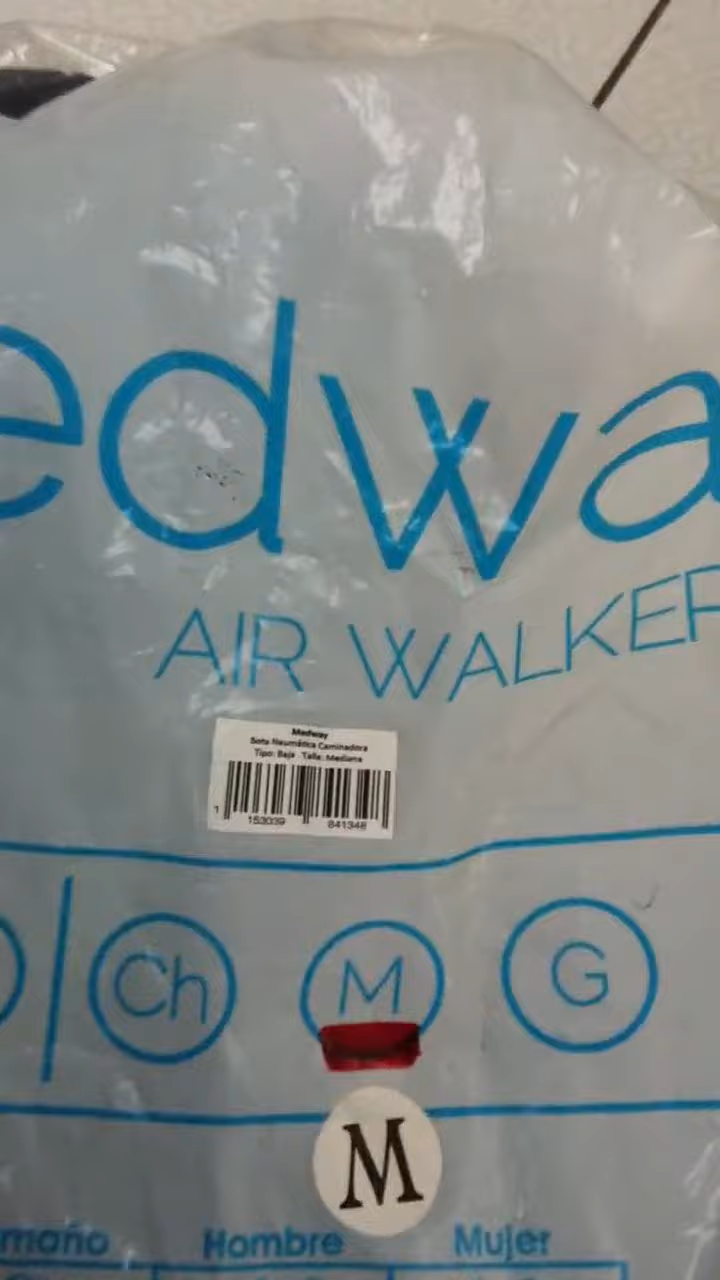 edwa
AIR WALKER
Medway
Bota Neumática Caminadora
Tipo: Baja Talla: Mediana
1 153039 841348
Ch M G
M
maño Hombre Mujer